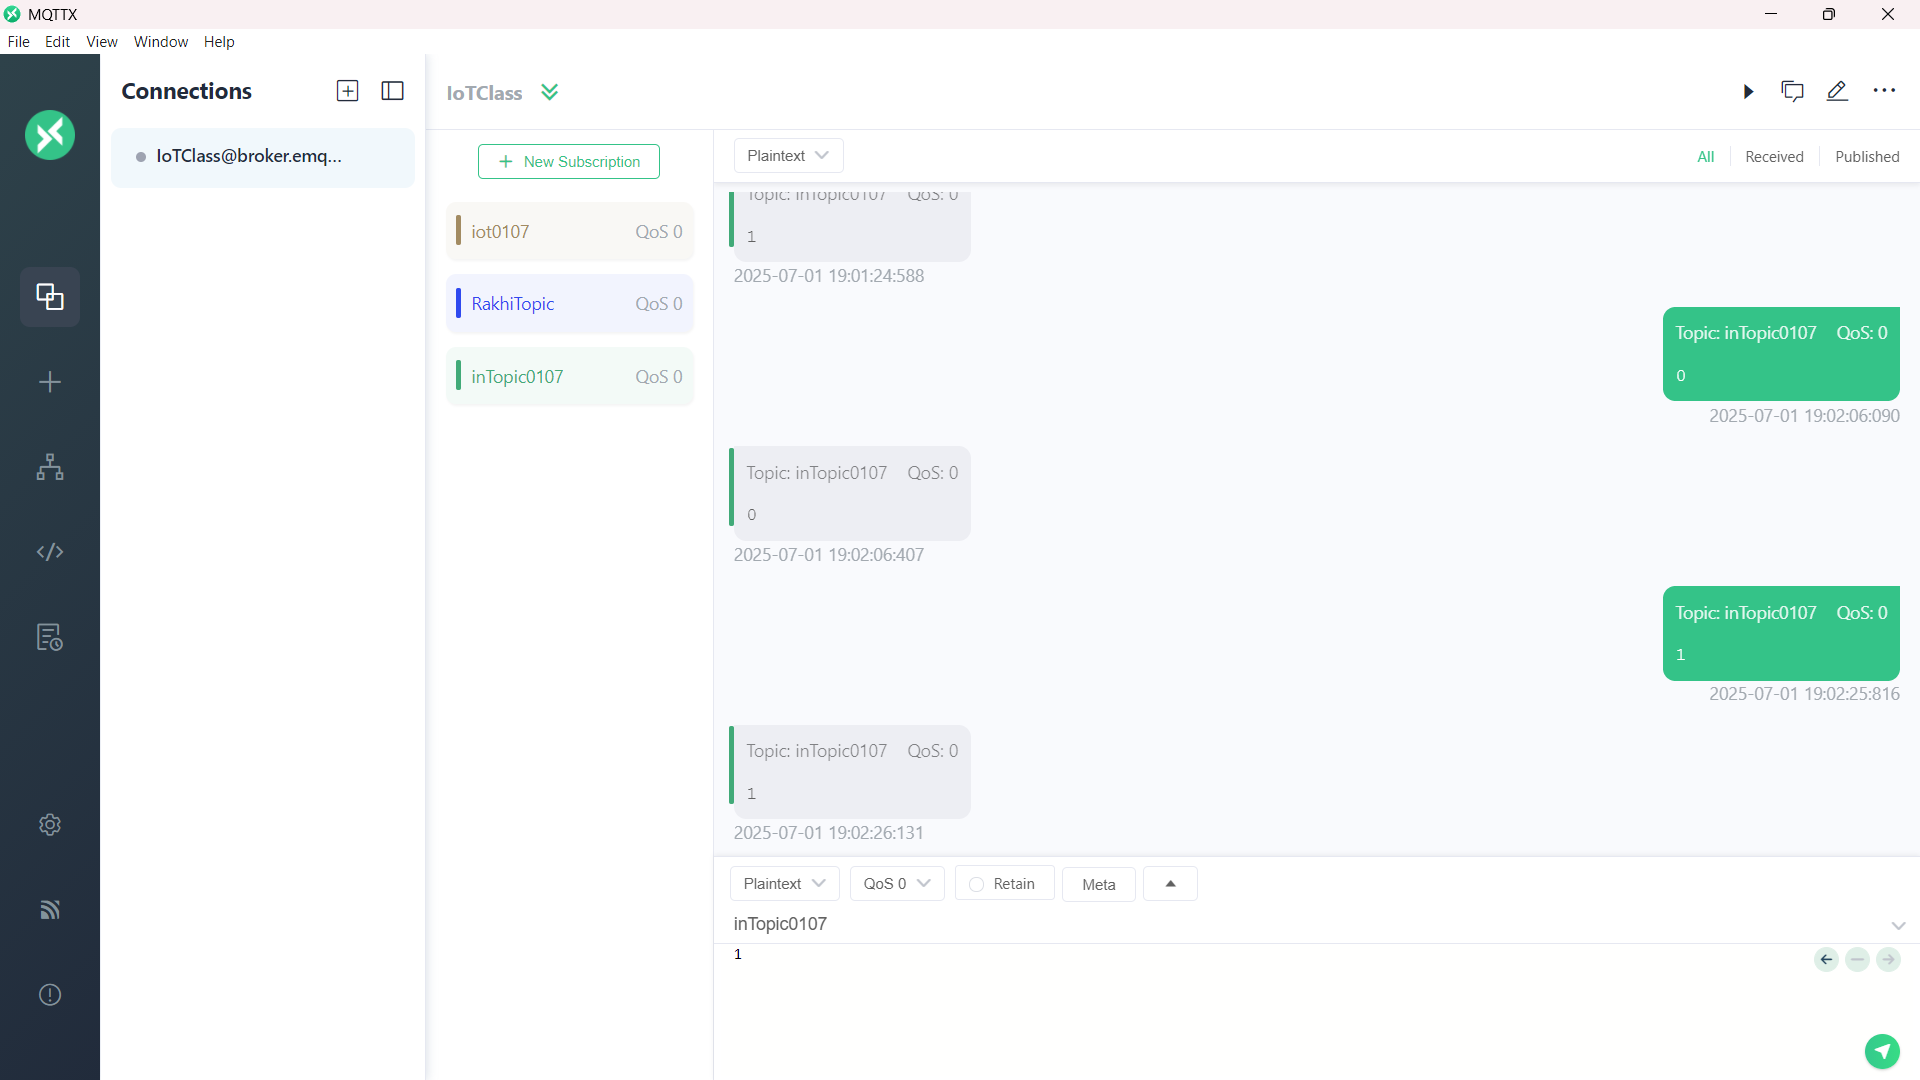 MQTTX
File Edit View Window Help
Connections
IoTClass@broker.emq...
IoTClass
New Subscription
iot0107 QoS 0
RakhiTopic QoS 0
inTopic0107 QoS 0
Plaintext
All Received Published
Topic: inTopic0107 QoS: 0
1
2025-07-01 19:01:24:588
Topic: inTopic0107 QoS: 0
0
2025-07-01 19:02:06:090
Topic: inTopic0107 QoS: 0
0
2025-07-01 19:02:06:407
Topic: inTopic0107 QoS: 0
1
2025-07-01 19:02:25:816
Topic: inTopic0107 QoS: 0
1
2025-07-01 19:02:26:131
Plaintext QoS 0 Retain Meta
inTopic0107
1